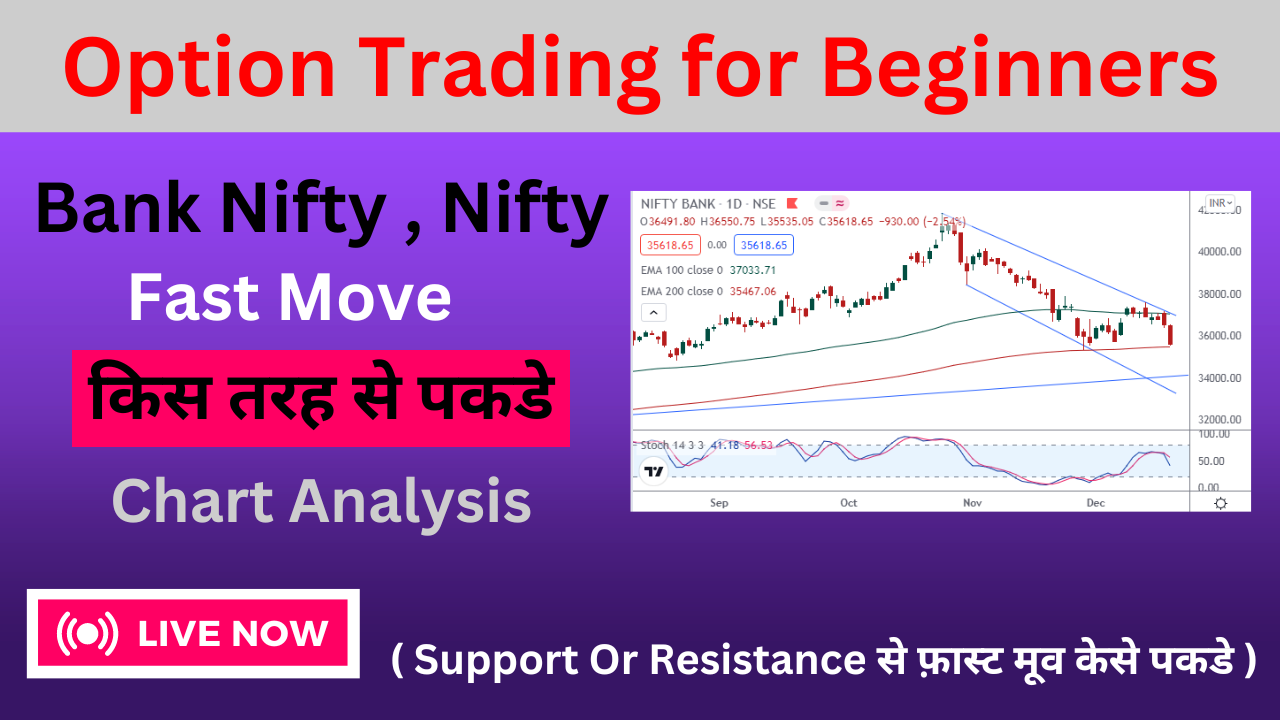 Option Trading for Beginners
Bank Nifty , Nifty
Fast Move
किस तरह से पकडे
Chart Analysis
NIFTY BANK · 1D · NSE
O36491.80 H36550.75 L35535.05 C35618.65 −930.00 (−2.54%)
35618.65 0.00 35618.65
EMA 100 close 0 37033.71
EMA 200 close 0 35467.06
INR
40000.00
38000.00
36000.00
34000.00
32000.00
Stoch 14 3 3 41.18 56.53
100.00
50.00
0.00
Sep Oct Nov Dec
LIVE NOW
( Support Or Resistance से फ़ास्ट मूव केसे पकडे )